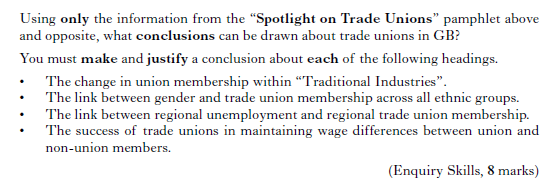 Using only the information from the “Spotlight on Trade Unions” pamphlet above
and opposite, what conclusions can be drawn about trade unions in GB?
You must make and justify a conclusion about each of the following headings.
• The change in union membership within “Traditional Industries”.
• The link between gender and trade union membership across all ethnic groups.
• The link between regional unemployment and regional trade union membership.
• The success of trade unions in maintaining wage differences between union and
non-union members.
(Enquiry Skills, 8 marks)